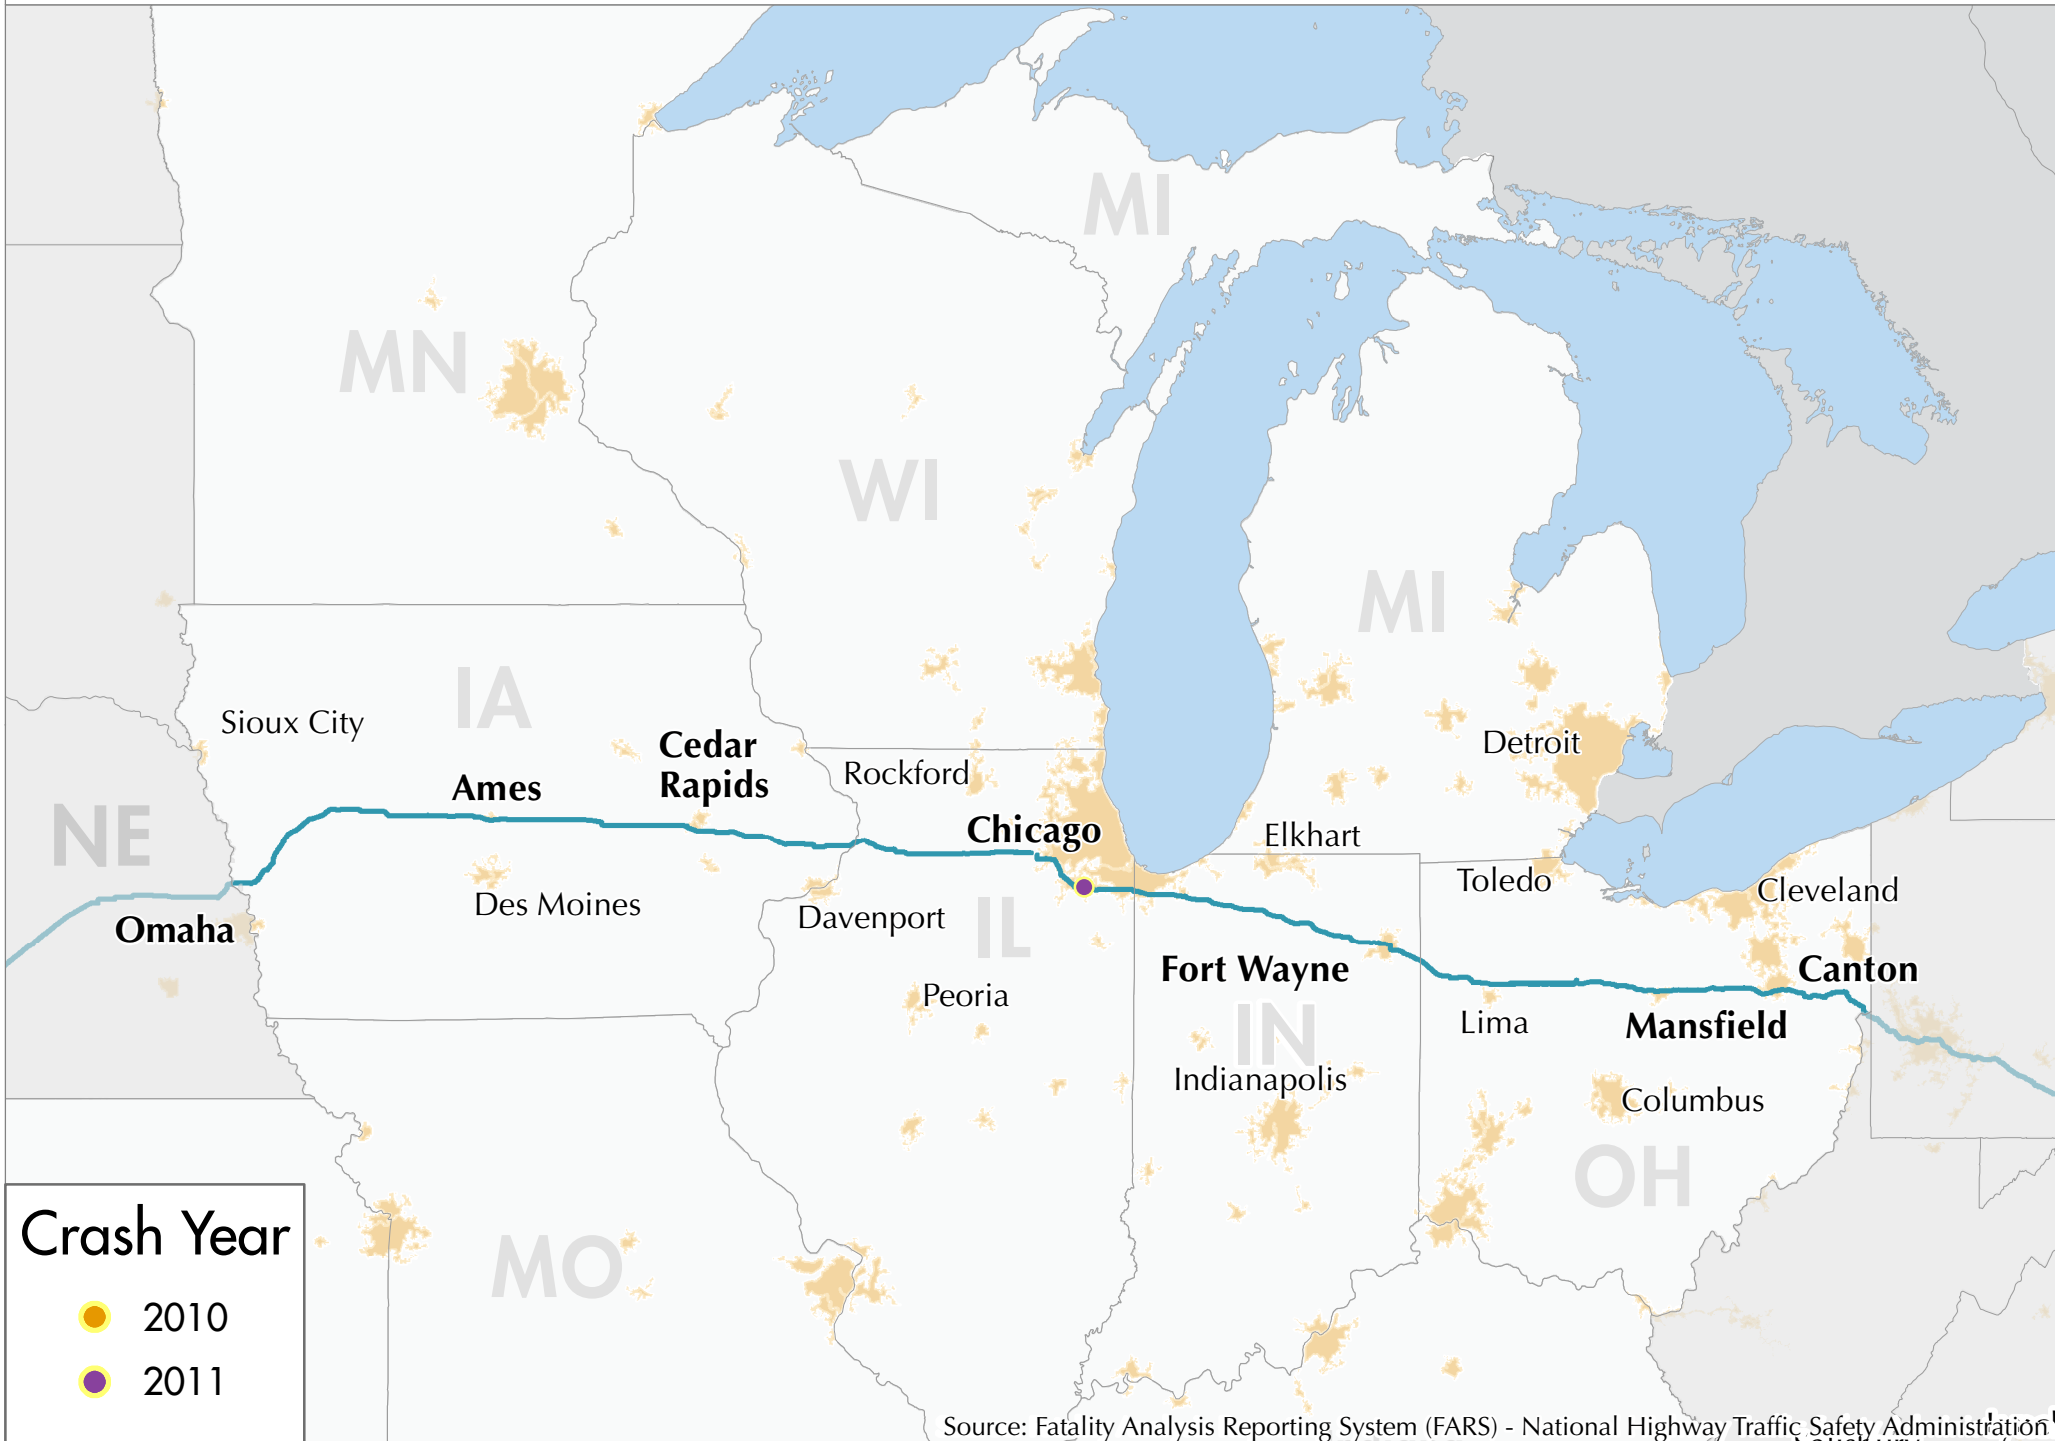 MI
MN
WI
MI
IA
Sioux City
Cedar
Rapids
Detroit
Rockford
Ames
NE
Chicago
Elkhart
Toledo
Cleveland
Des Moines
Davenport
Omaha
IL
Fort Wayne
Canton
Peoria
Lima
Mansfield
IN
Indianapolis
Columbus
OH
MO
Crash Year
2010
2011
Source: Fatality Analysis Reporting System (FARS) - National Highway Traffic Safety Administration